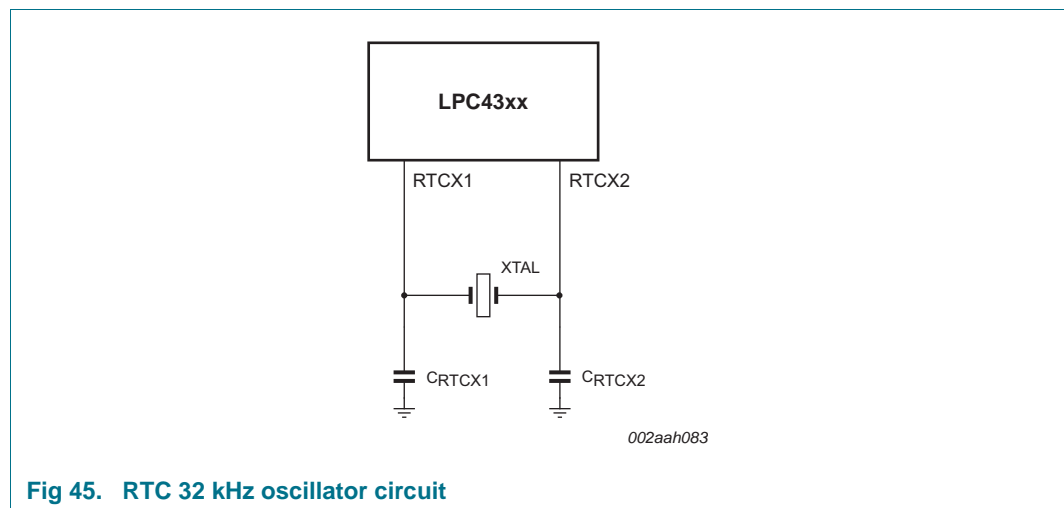 LPC43xx
RTCX1 RTCX2
XTAL
CRTCX1 CRTCX2
002aah083
Fig 45. RTC 32 kHz oscillator circuit